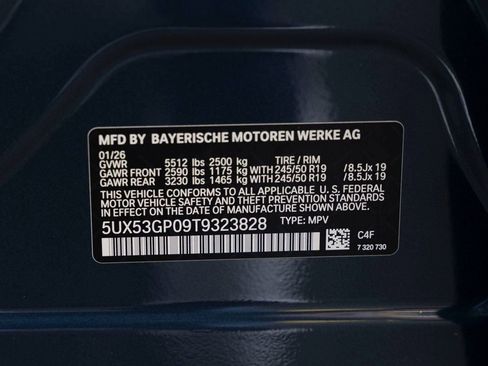 MFD BY BAYERISCHE MOTOREN WERKE AG
01/26
GVWR 5512 lbs 2500 kg TIRE / RIM
GAWR FRONT 2590 lbs 1175 kg WITH 245/50 R19 / 8.5Jx 19
GAWR REAR 3230 lbs 1465 kg WITH 245/50 R19 / 8.5Jx 19
THIS VEHICLE CONFORMS TO ALL APPLICABLE U.S. FEDERAL
MOTOR VEHICLE SAFETY STANDARDS IN EFFECT ON THE
DATE OF MANUFACTURE SHOWN ABOVE.
5UX53GP09T9323828 TYPE: MPV
C4F
7 320 730